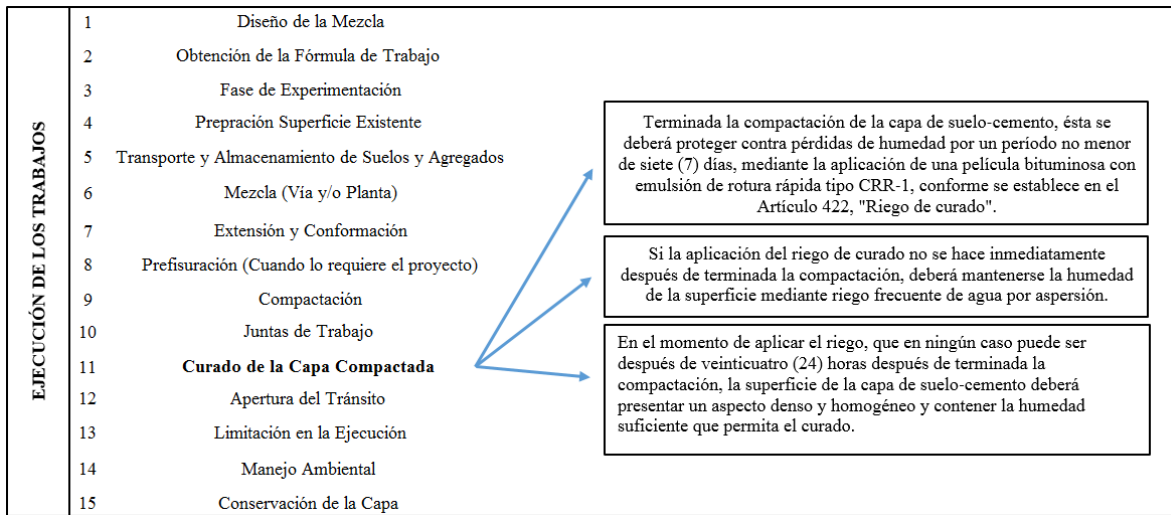 EJECUCIÓN DE LOS TRABAJOS
1 Diseño de la Mezcla
2 Obtención de la Fórmula de Trabajo
3 Fase de Experimentación
4 Prepración Superficie Existente
5 Transporte y Almacenamiento de Suelos y Agregados
6 Mezcla (Vía y/o Planta)
7 Extensión y Conformación
8 Prefisuración (Cuando lo requiere el proyecto)
9 Compactación
10 Juntas de Trabajo
11 Curado de la Capa Compactada
12 Apertura del Tránsito
13 Limitación en la Ejecución
14 Manejo Ambiental
15 Conservación de la Capa
Terminada la compactación de la capa de suelo-cemento, ésta se
deberá proteger contra pérdidas de humedad por un período no menor
de siete (7) días, mediante la aplicación de una película bituminosa con
emulsión de rotura rápida tipo CRR-1, conforme se establece en el
Artículo 422, "Riego de curado".
Si la aplicación del riego de curado no se hace inmediatamente
después de terminada la compactación, deberá mantenerse la humedad
de la superficie mediante riego frecuente de agua por aspersión.
En el momento de aplicar el riego, que en ningún caso puede ser
después de veinticuatro (24) horas después de terminada la
compactación, la superficie de la capa de suelo-cemento deberá
presentar un aspecto denso y homogéneo y contener la humedad
suficiente que permita el curado.